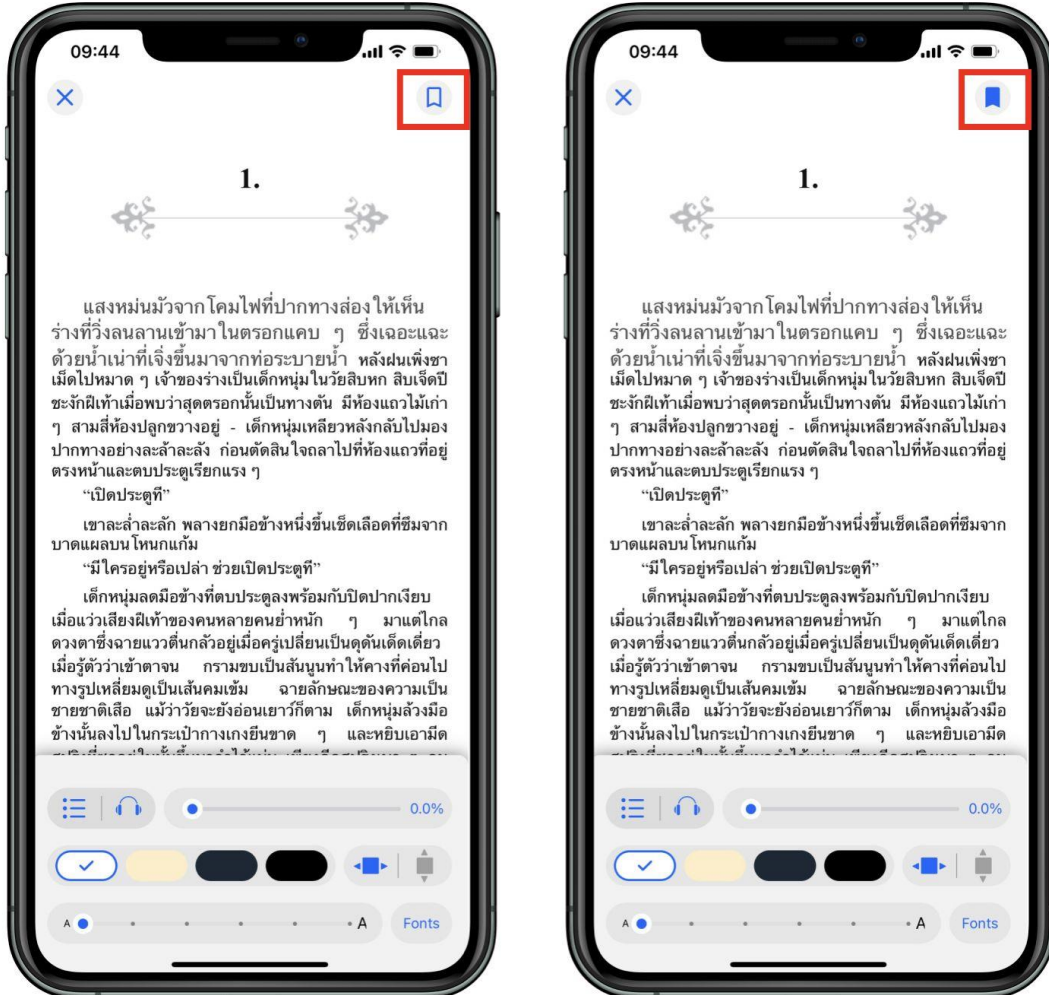 09:44
1.
แสงหม่นมัวจากโคมไฟที่ปากทางส่องให้เห็น
ร่างที่วิ่งลนลานเข้ามาในตรอกแคบ ๆ ซึ่งเฉอะแฉะ
ด้วยน้ำเน่าที่เจิ่งขึ้นมาจากท่อระบายน้ำ หลังฝนเพิ่งซา
เม็ดไปหมาด ๆ เจ้าของร่างเป็นเด็กหนุ่มในวัยสิบหก สิบเจ็ดปี
ชะงักฝีเท้าเมื่อพบว่าสุดตรอกนั้นเป็นทางตัน มีห้องแถวไม้เก่า
ๆ สามสี่ห้องปลูกขวางอยู่ - เด็กหนุ่มเหลียวหลังกลับไปมอง
ปากทางอย่างละล้าละลัง ก่อนตัดสินใจถลาไปที่ห้องแถวที่อยู่
ตรงหน้าและตบประตูเรียกแรง ๆ
“เปิดประตูที”
เขาละล่ำละลัก พลางยกมือข้างหนึ่งขึ้นเช็ดเลือดที่ซึมจาก
บาดแผลบนโหนกแก้ม
“มีใครอยู่หรือเปล่า ช่วยเปิดประตูที”
เด็กหนุ่มลดมือข้างที่ตบประตูลงพร้อมกับปิดปากเงียบ
เมื่อแว่วเสียงฝีเท้าของคนหลายคนย่ำหนัก ๆ มาแต่ไกล
ดวงตาซึ่งฉายแววตื่นกลัวอยู่เมื่อครู่เปลี่ยนเป็นดุดันเด็ดเดี่ยว
เมื่อรู้ตัวว่าเข้าตาจน กรามขบเป็นสันนูนทำให้คางที่ค่อนไป
ทางรูปเหลี่ยมดูเป็นเส้นคมเข้ม ฉายลักษณะของความเป็น
ชายชาติเสือ แม้ว่าวัยจะยังอ่อนเยาว์ก็ตาม เด็กหนุ่มล้วงมือ
ข้างนั้นลงไปในกระเป๋ากางเกงยีนขาด ๆ และหยิบเอามีด
0.0%
A A Fonts
09:44
1.
แสงหม่นมัวจากโคมไฟที่ปากทางส่องให้เห็น
ร่างที่วิ่งลนลานเข้ามาในตรอกแคบ ๆ ซึ่งเฉอะแฉะ
ด้วยน้ำเน่าที่เจิ่งขึ้นมาจากท่อระบายน้ำ หลังฝนเพิ่งซา
เม็ดไปหมาด ๆ เจ้าของร่างเป็นเด็กหนุ่มในวัยสิบหก สิบเจ็ดปี
ชะงักฝีเท้าเมื่อพบว่าสุดตรอกนั้นเป็นทางตัน มีห้องแถวไม้เก่า
ๆ สามสี่ห้องปลูกขวางอยู่ - เด็กหนุ่มเหลียวหลังกลับไปมอง
ปากทางอย่างละล้าละลัง ก่อนตัดสินใจถลาไปที่ห้องแถวที่อยู่
ตรงหน้าและตบประตูเรียกแรง ๆ
“เปิดประตูที”
เขาละล่ำละลัก พลางยกมือข้างหนึ่งขึ้นเช็ดเลือดที่ซึมจาก
บาดแผลบนโหนกแก้ม
“มีใครอยู่หรือเปล่า ช่วยเปิดประตูที”
เด็กหนุ่มลดมือข้างที่ตบประตูลงพร้อมกับปิดปากเงียบ
เมื่อแว่วเสียงฝีเท้าของคนหลายคนย่ำหนัก ๆ มาแต่ไกล
ดวงตาซึ่งฉายแววตื่นกลัวอยู่เมื่อครู่เปลี่ยนเป็นดุดันเด็ดเดี่ยว
เมื่อรู้ตัวว่าเข้าตาจน กรามขบเป็นสันนูนทำให้คางที่ค่อนไป
ทางรูปเหลี่ยมดูเป็นเส้นคมเข้ม ฉายลักษณะของความเป็น
ชายชาติเสือ แม้ว่าวัยจะยังอ่อนเยาว์ก็ตาม เด็กหนุ่มล้วงมือ
ข้างนั้นลงไปในกระเป๋ากางเกงยีนขาด ๆ และหยิบเอามีด
0.0%
A A Fonts